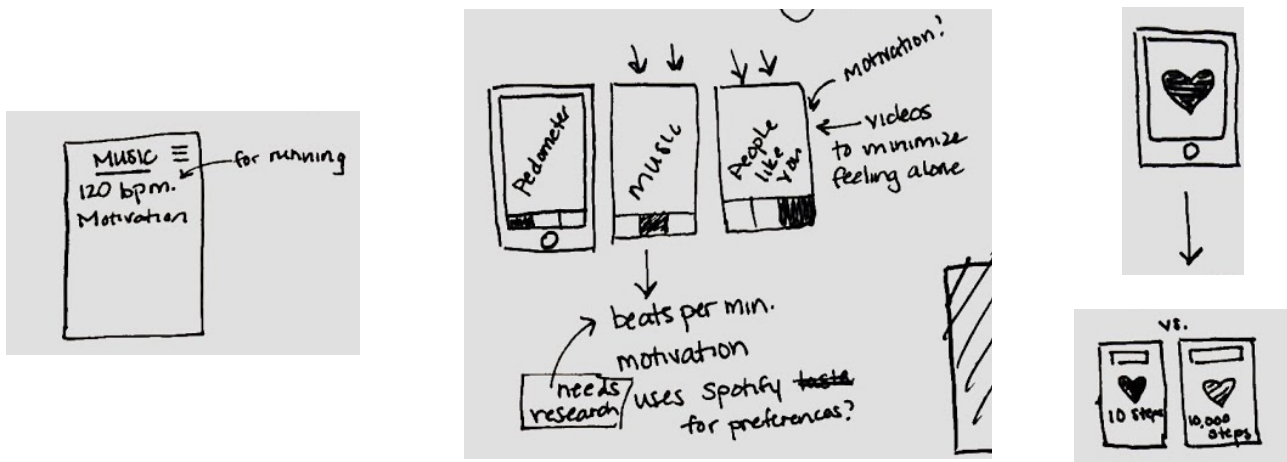 MUSIC
120 bpm.
Motivation
for running
Pedometer
music
People
like
you
motivation?
videos
to minimize
feeling alone
beats per min.
motivation
needs
research
uses Spotify taste
for preferences?
vs.
10 steps
10,000
steps